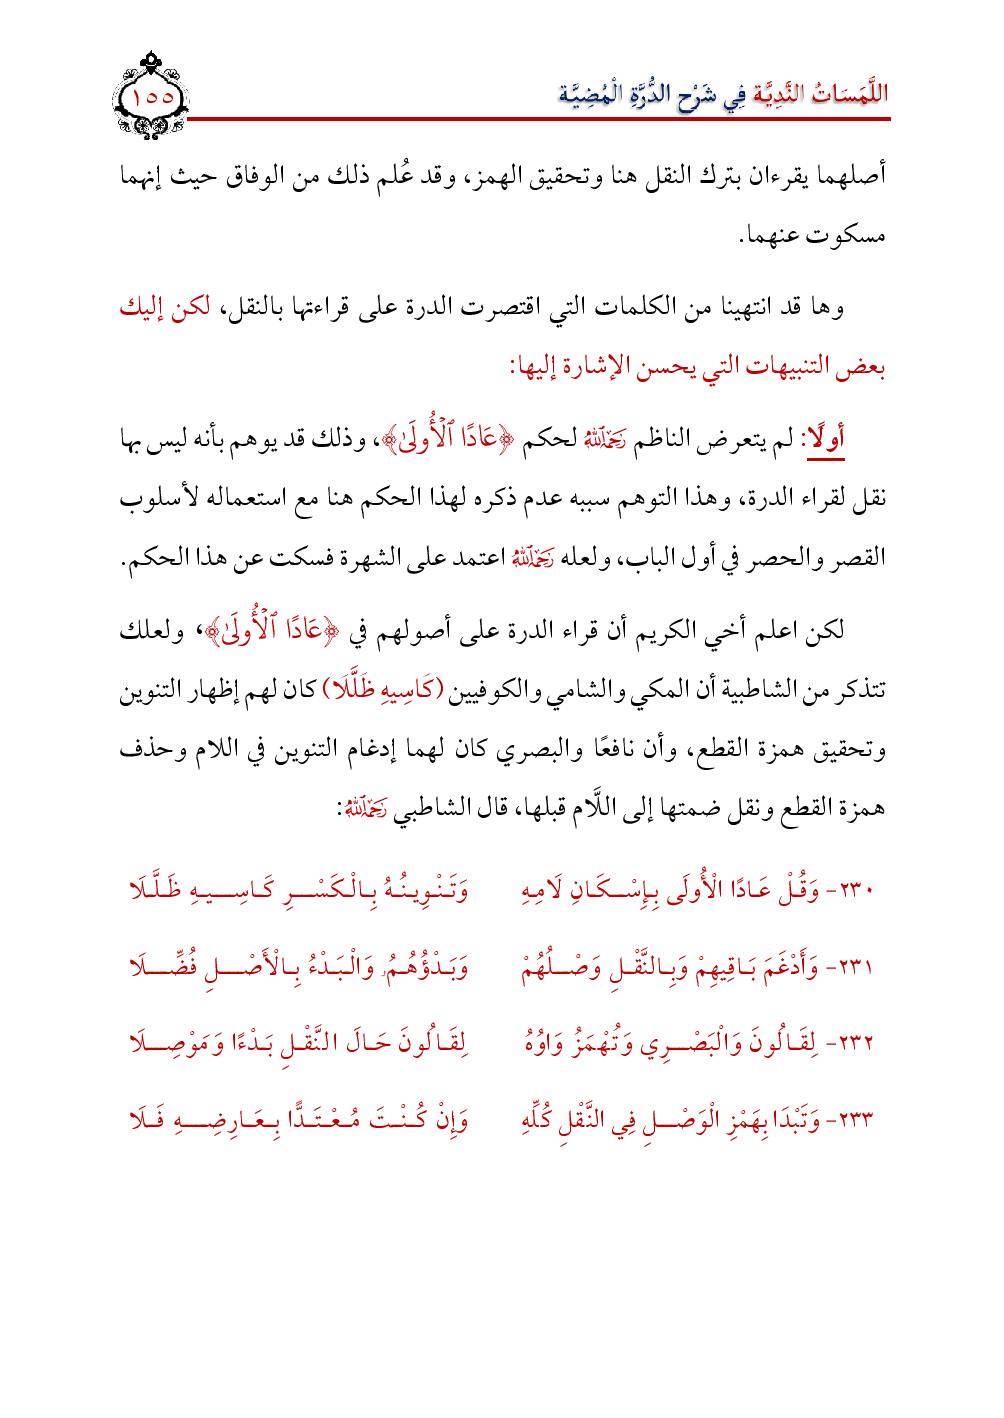 اللَّمَسَاتُ النَّدِيَّة فِي شَرْح الدُّرَّةِ الْمُضِيَّة
١٥٥
أصلهما يقرءان بترك النقل هنا وتحقيق الهمز، وقد عُلم ذلك من الوفاق حيث إنهما
مسكوت عنهما.
وها قد انتهينا من الكلمات التي اقتصرت الدرة على قراءتها بالنقل، لكن إليك
بعض التنبيهات التي يحسن الإشارة إليها:
أولًا: لم يتعرض الناظم رَحِمَهُ ٱللَّهُ لحكم ﴿عَادًا ٱلْأُولَىٰ﴾، وذلك قد يوهم بأنه ليس بها
نقل لقراء الدرة، وهذا التوهم سببه عدم ذكره لهذا الحكم هنا مع استعماله لأسلوب
القصر والحصر في أول الباب، ولعله رَحِمَهُ ٱللَّهُ اعتمد على الشهرة فسكت عن هذا الحكم.
لكن اعلم أخي الكريم أن قراء الدرة على أصولهم في ﴿عَادًا ٱلْأُولَىٰ﴾، ولعلك
تتذكر من الشاطبية أن المكي والشامي والكوفيين (كَاسِيهِ ظَلَّلَا) كان لهم إظهار التنوين
وتحقيق همزة القطع، وأن نافعًا والبصري كان لهما إدغام التنوين في اللام وحذف
همزة القطع ونقل ضمتها إلى اللَّام قبلها، قال الشاطبي رَحِمَهُ ٱللَّهُ:
٢٣٠- وَقُلْ عَادًا الْأُولَى بِإِسْكَانِ لَامِهِ وَتَنْوِينُهُ بِالْكَسْرِ كَاسِيهِ ظَلَّلَا
٢٣١- وَأَدْغَمَ بَاقِيهِمْ وَبِالنَّقْلِ وَصْلُهُمْ وَبَدْؤُهُمُ وَالْبَدْءُ بِالْأَصْلِ فُضِّلَا
٢٣٢- لِقَالُونَ وَالْبَصْرِي وَتُهْمَزُ وَاوُهُ لِقَالُونَ حَالَ النَّقْلِ بَدْءًا وَمَوْصِلَا
٢٣٣- وَتَبْدَا بِهَمْزِ الْوَصْلِ فِي النَّقْلِ كُلِّهِ وَإِنْ كُنْتَ مُعْتَدًّا بِعَارِضِهِ فَلَا